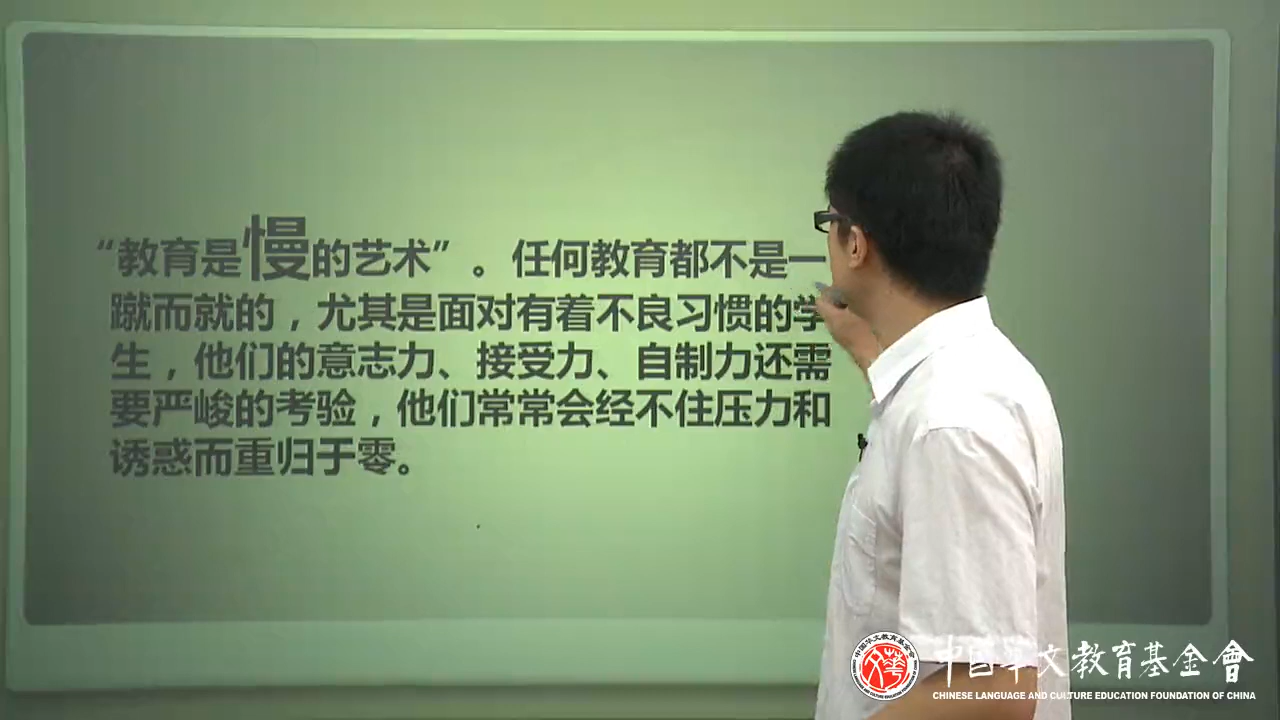 “教育是慢的艺术”。任何教育都不是一
蹴而就的，尤其是面对有着不良习惯的学
生，他们的意志力、接受力、自制力还需
要严峻的考验，他们常常会经不住压力和
诱惑而重归于零。
中国华文教育基金會
CHINESE LANGUAGE AND CULTURE EDUCATION FOUNDATION OF CHINA